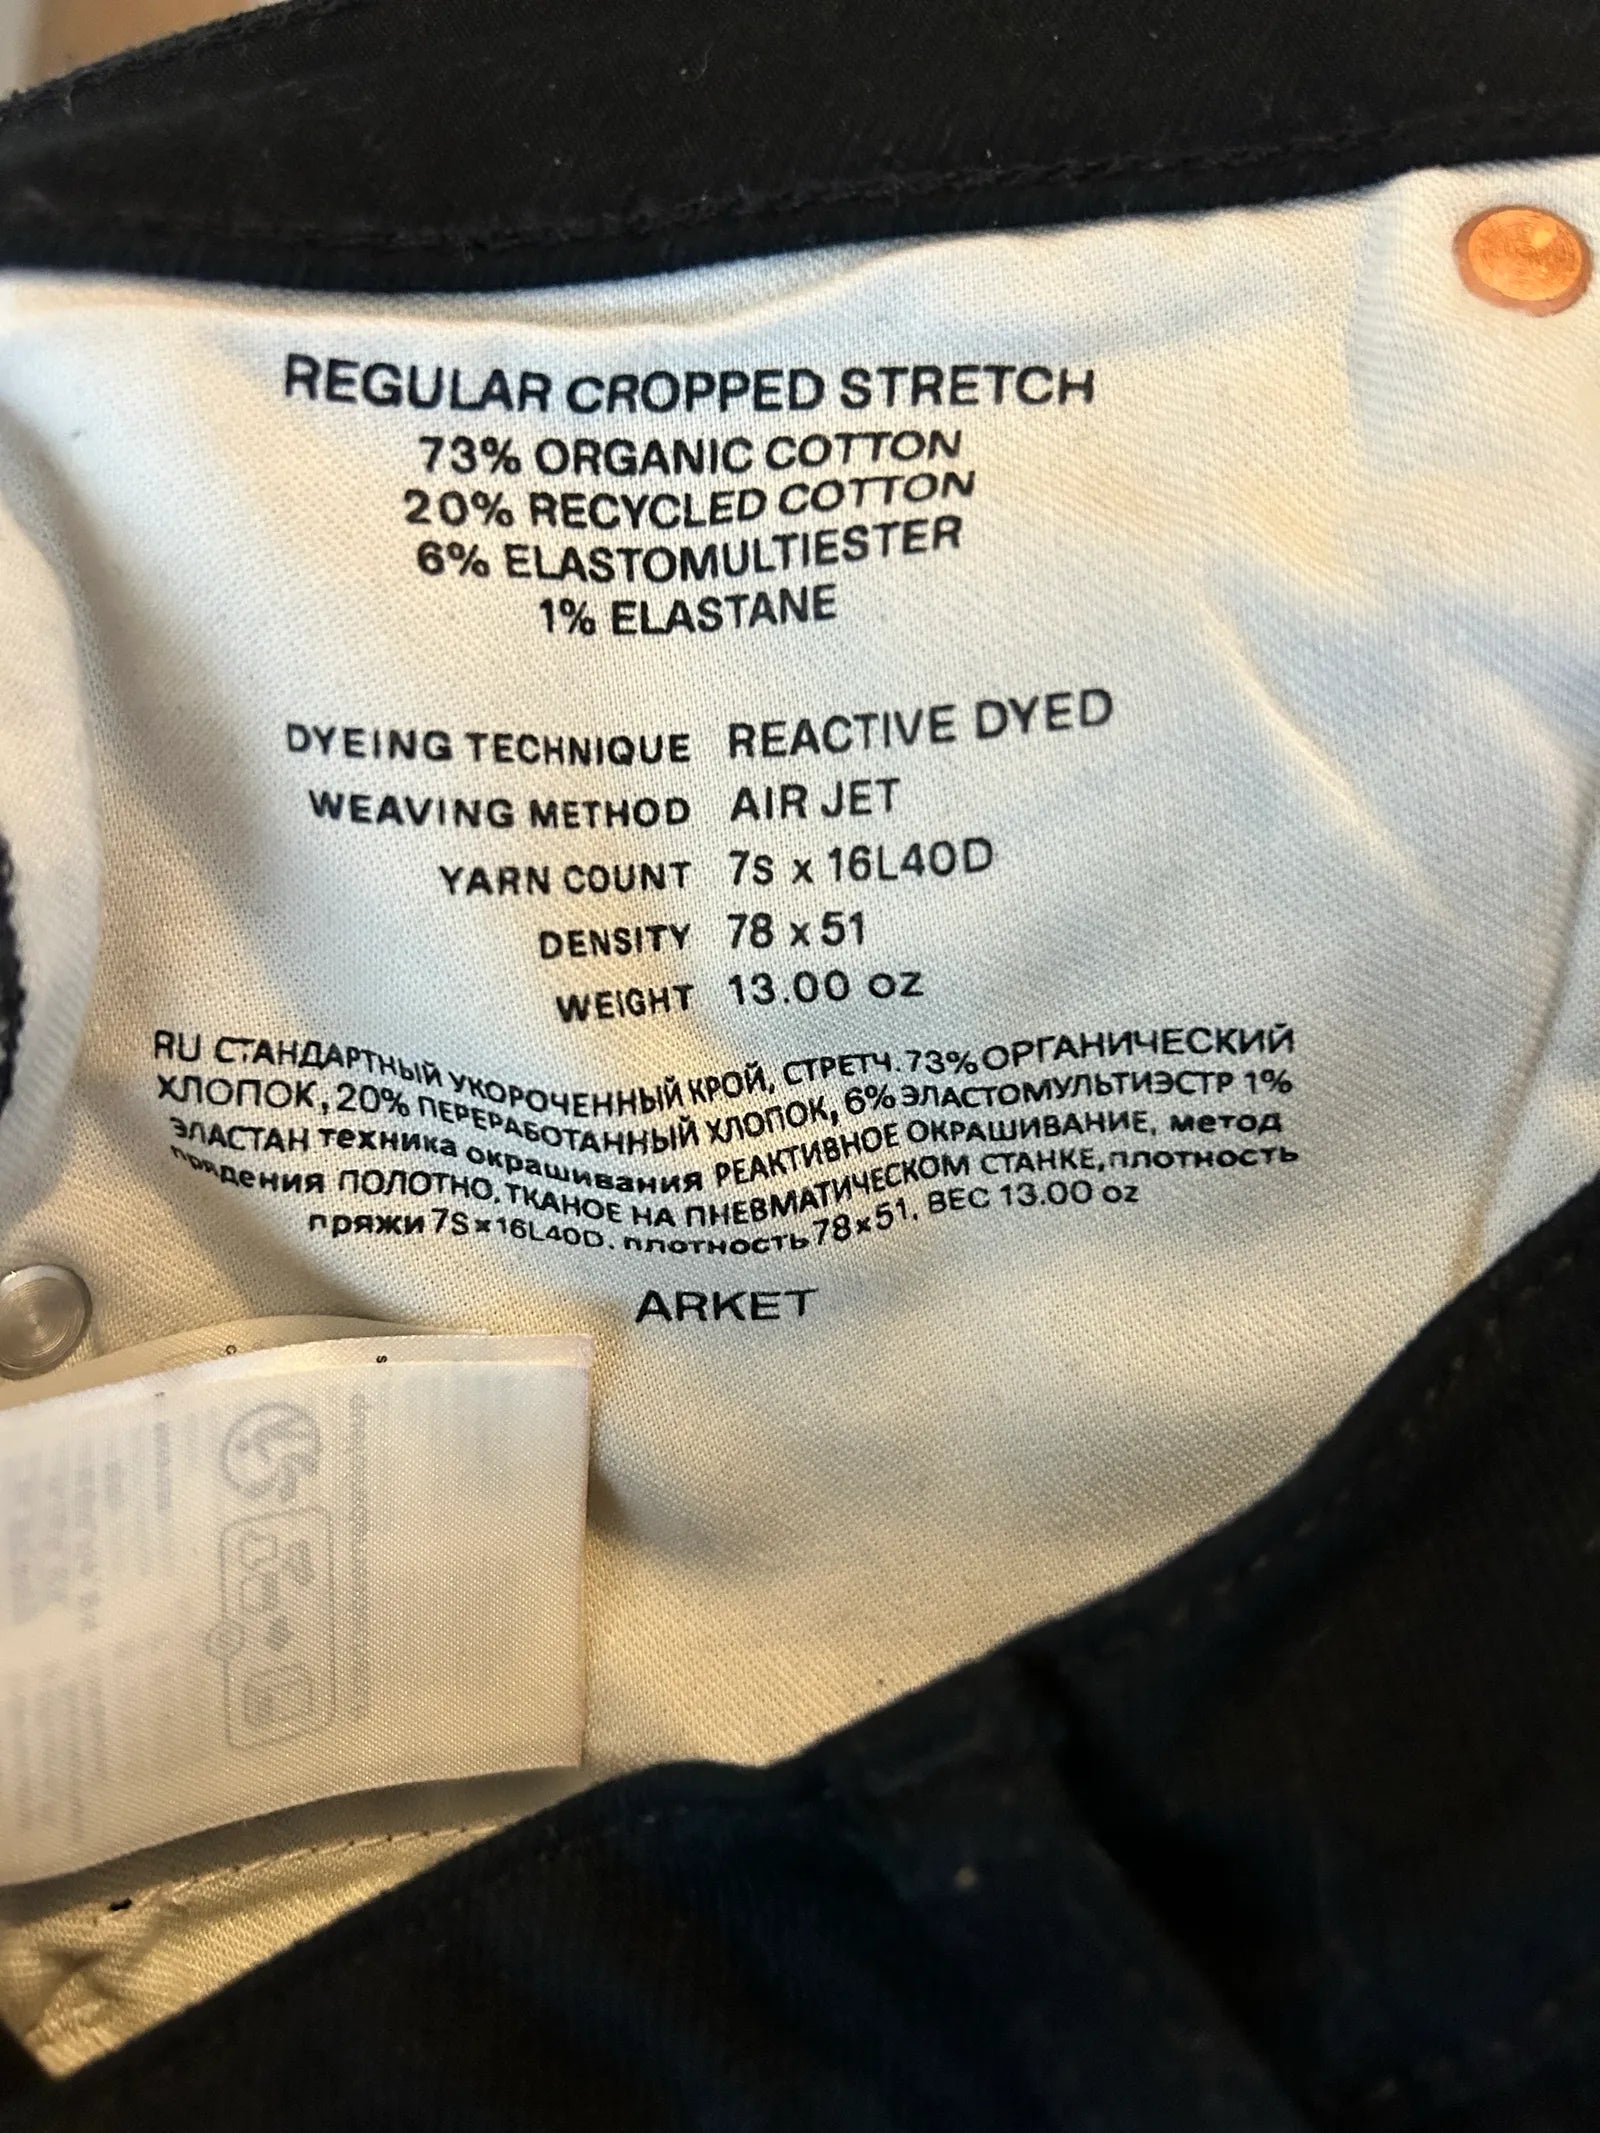 REGULAR CROPPED STRETCH
73% ORGANIC COTTON
20% RECYCLED COTTON
6% ELASTOMULTIESTER
1% ELASTANE
DYEING TECHNIQUE REACTIVE DYED
WEAVING METHOD AIR JET
YARN COUNT 7S x 16L40D
DENSITY 78 x 51
WEIGHT 13.00 oz
RU СТАНДАРТНЫЙ УКОРОЧЕННЫЙ КРОЙ, СТРЕТЧ. 73% ОРГАНИЧЕСКИЙ
ХЛОПОК, 20% ПЕРЕРАБОТАННЫЙ ХЛОПОК, 6% ЭЛАСТОМУЛЬТИЭСТР 1%
ЭЛАСТАН техника окрашивания РЕАКТИВНОЕ ОКРАШИВАНИЕ, метод
прядения ПОЛОТНО, ТКАНОЕ НА ПНЕВМАТИЧЕСКОМ СТАНКЕ, плотность
пряжи 7S x 16L40D. плотность 78 x 51, ВЕС 13.00 oz
ARKET